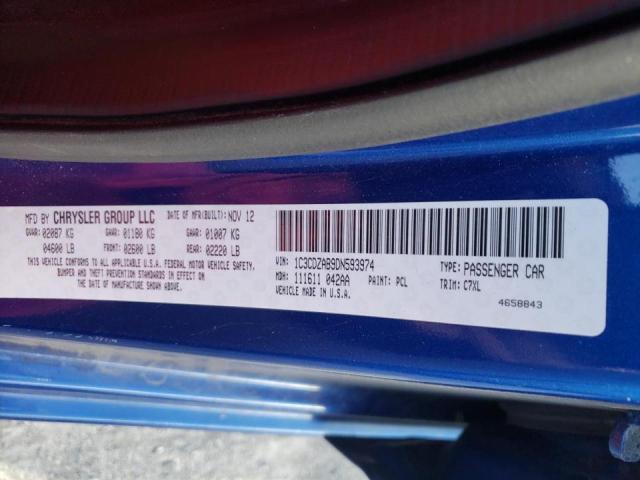 MFD BY CHRYSLER GROUP LLC DATE OF MFR(BUILT): NOV 12
GVWR: 02087 KG GAWR: 01180 KG GAWR: 01007 KG
04600 LB FRONT: 02600 LB REAR: 02220 LB
THIS VEHICLE CONFORMS TO ALL APPLICABLE U.S.A. FEDERAL MOTOR VEHICLE SAFETY,
BUMPER AND THEFT PREVENTION STANDARDS IN EFFECT
ON THE DATE OF MANUFACTURE SHOWN ABOVE.
VIN: 1C3CDZAB9DN593974 TYPE: PASSENGER CAR
MDH: 111611 042AA PAINT: PCL TRIM: C7XL
VEHICLE MADE IN U.S.A. 4658843